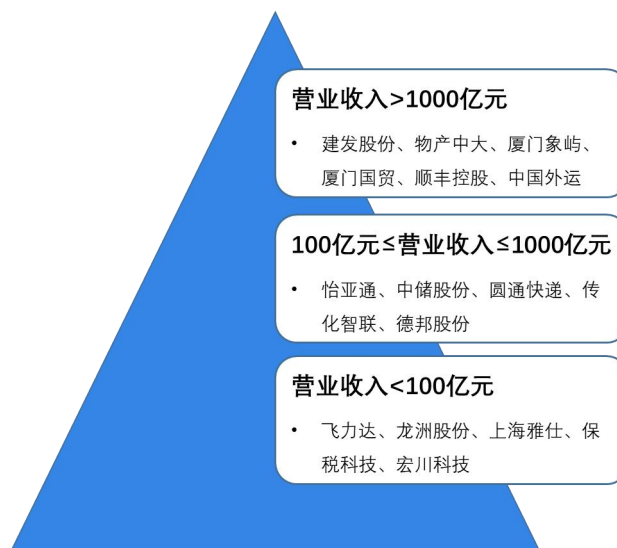 营业收入>1000亿元
• 建发股份、物产中大、厦门象屿、
厦门国贸、顺丰控股、中国外运
100亿元≤营业收入≤1000亿元
• 怡亚通、中储股份、圆通快递、传
化智联、德邦股份
营业收入<100亿元
• 飞力达、龙洲股份、上海雅仕、保
税科技、宏川科技